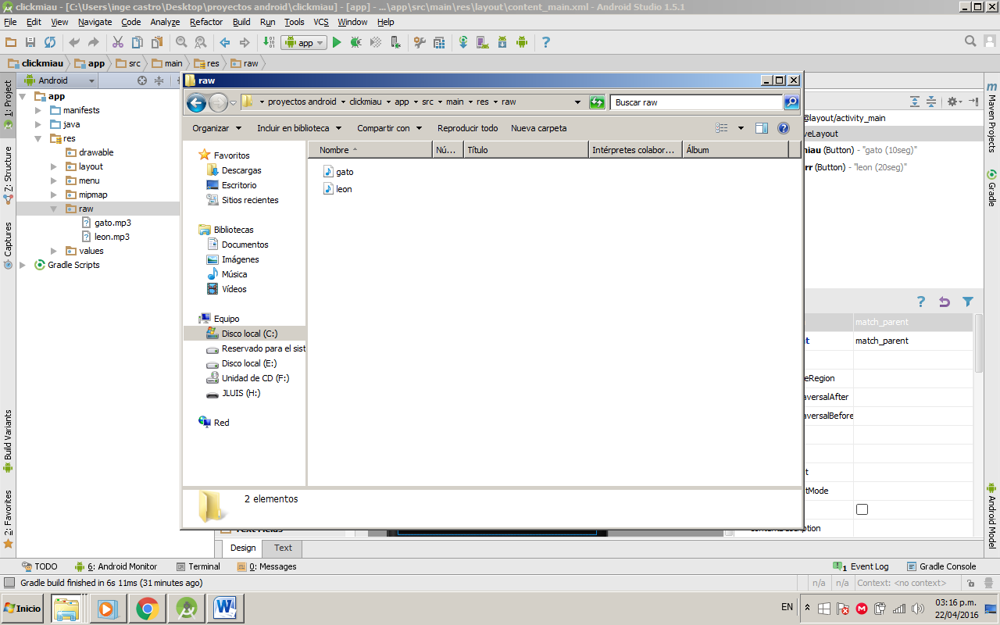 clickmiau - [C:\Users\inge castro\Desktop\proyectos android\clickmiau] - [app] - ...\app\src\main\res\layout\content_main.xml - Android Studio 1.5.1
File Edit View Navigate Code Analyze Refactor Build Run Tools VCS Window Help
app
clickmiau app src main res raw
Android
1: Project
Z: Structure
Captures
Build Variants
2: Favorites
app
manifests
java
res
drawable
layout
menu
mipmap
raw
gato.mp3
leon.mp3
values
Gradle Scripts
raw
proyectos android clickmiau app src main res raw
Buscar raw
Organizar Incluir en biblioteca Compartir con Reproducir todo Nueva carpeta
Favoritos
Descargas
Escritorio
Sitios recientes
Bibliotecas
Documentos
Imágenes
Música
Vídeos
Equipo
Disco local (C:)
Reservado para el sist
Disco local (E:)
Unidad de CD (F:)
JLUIS (H:)
Red
Nombre Nú... Título Intérpretes colabor... Álbum
gato
leon
2 elementos
@layout/activity_main
veLayout
miau (Button) - "gato (10seg)"
rr (Button) - "leon (20seg)"
match_parent
t match_parent
eRegion
aversalAfter
aversalBefore
t
tMode
Maven Projects
Gradle
Android Model
Design Text
TODO 6: Android Monitor Terminal 0: Messages 1 Event Log Gradle Console
Gradle build finished in 6s 11ms (31 minutes ago) n/a n/a Context: <no context>
Inicio
W
EN
03:16 p.m.
22/04/2016